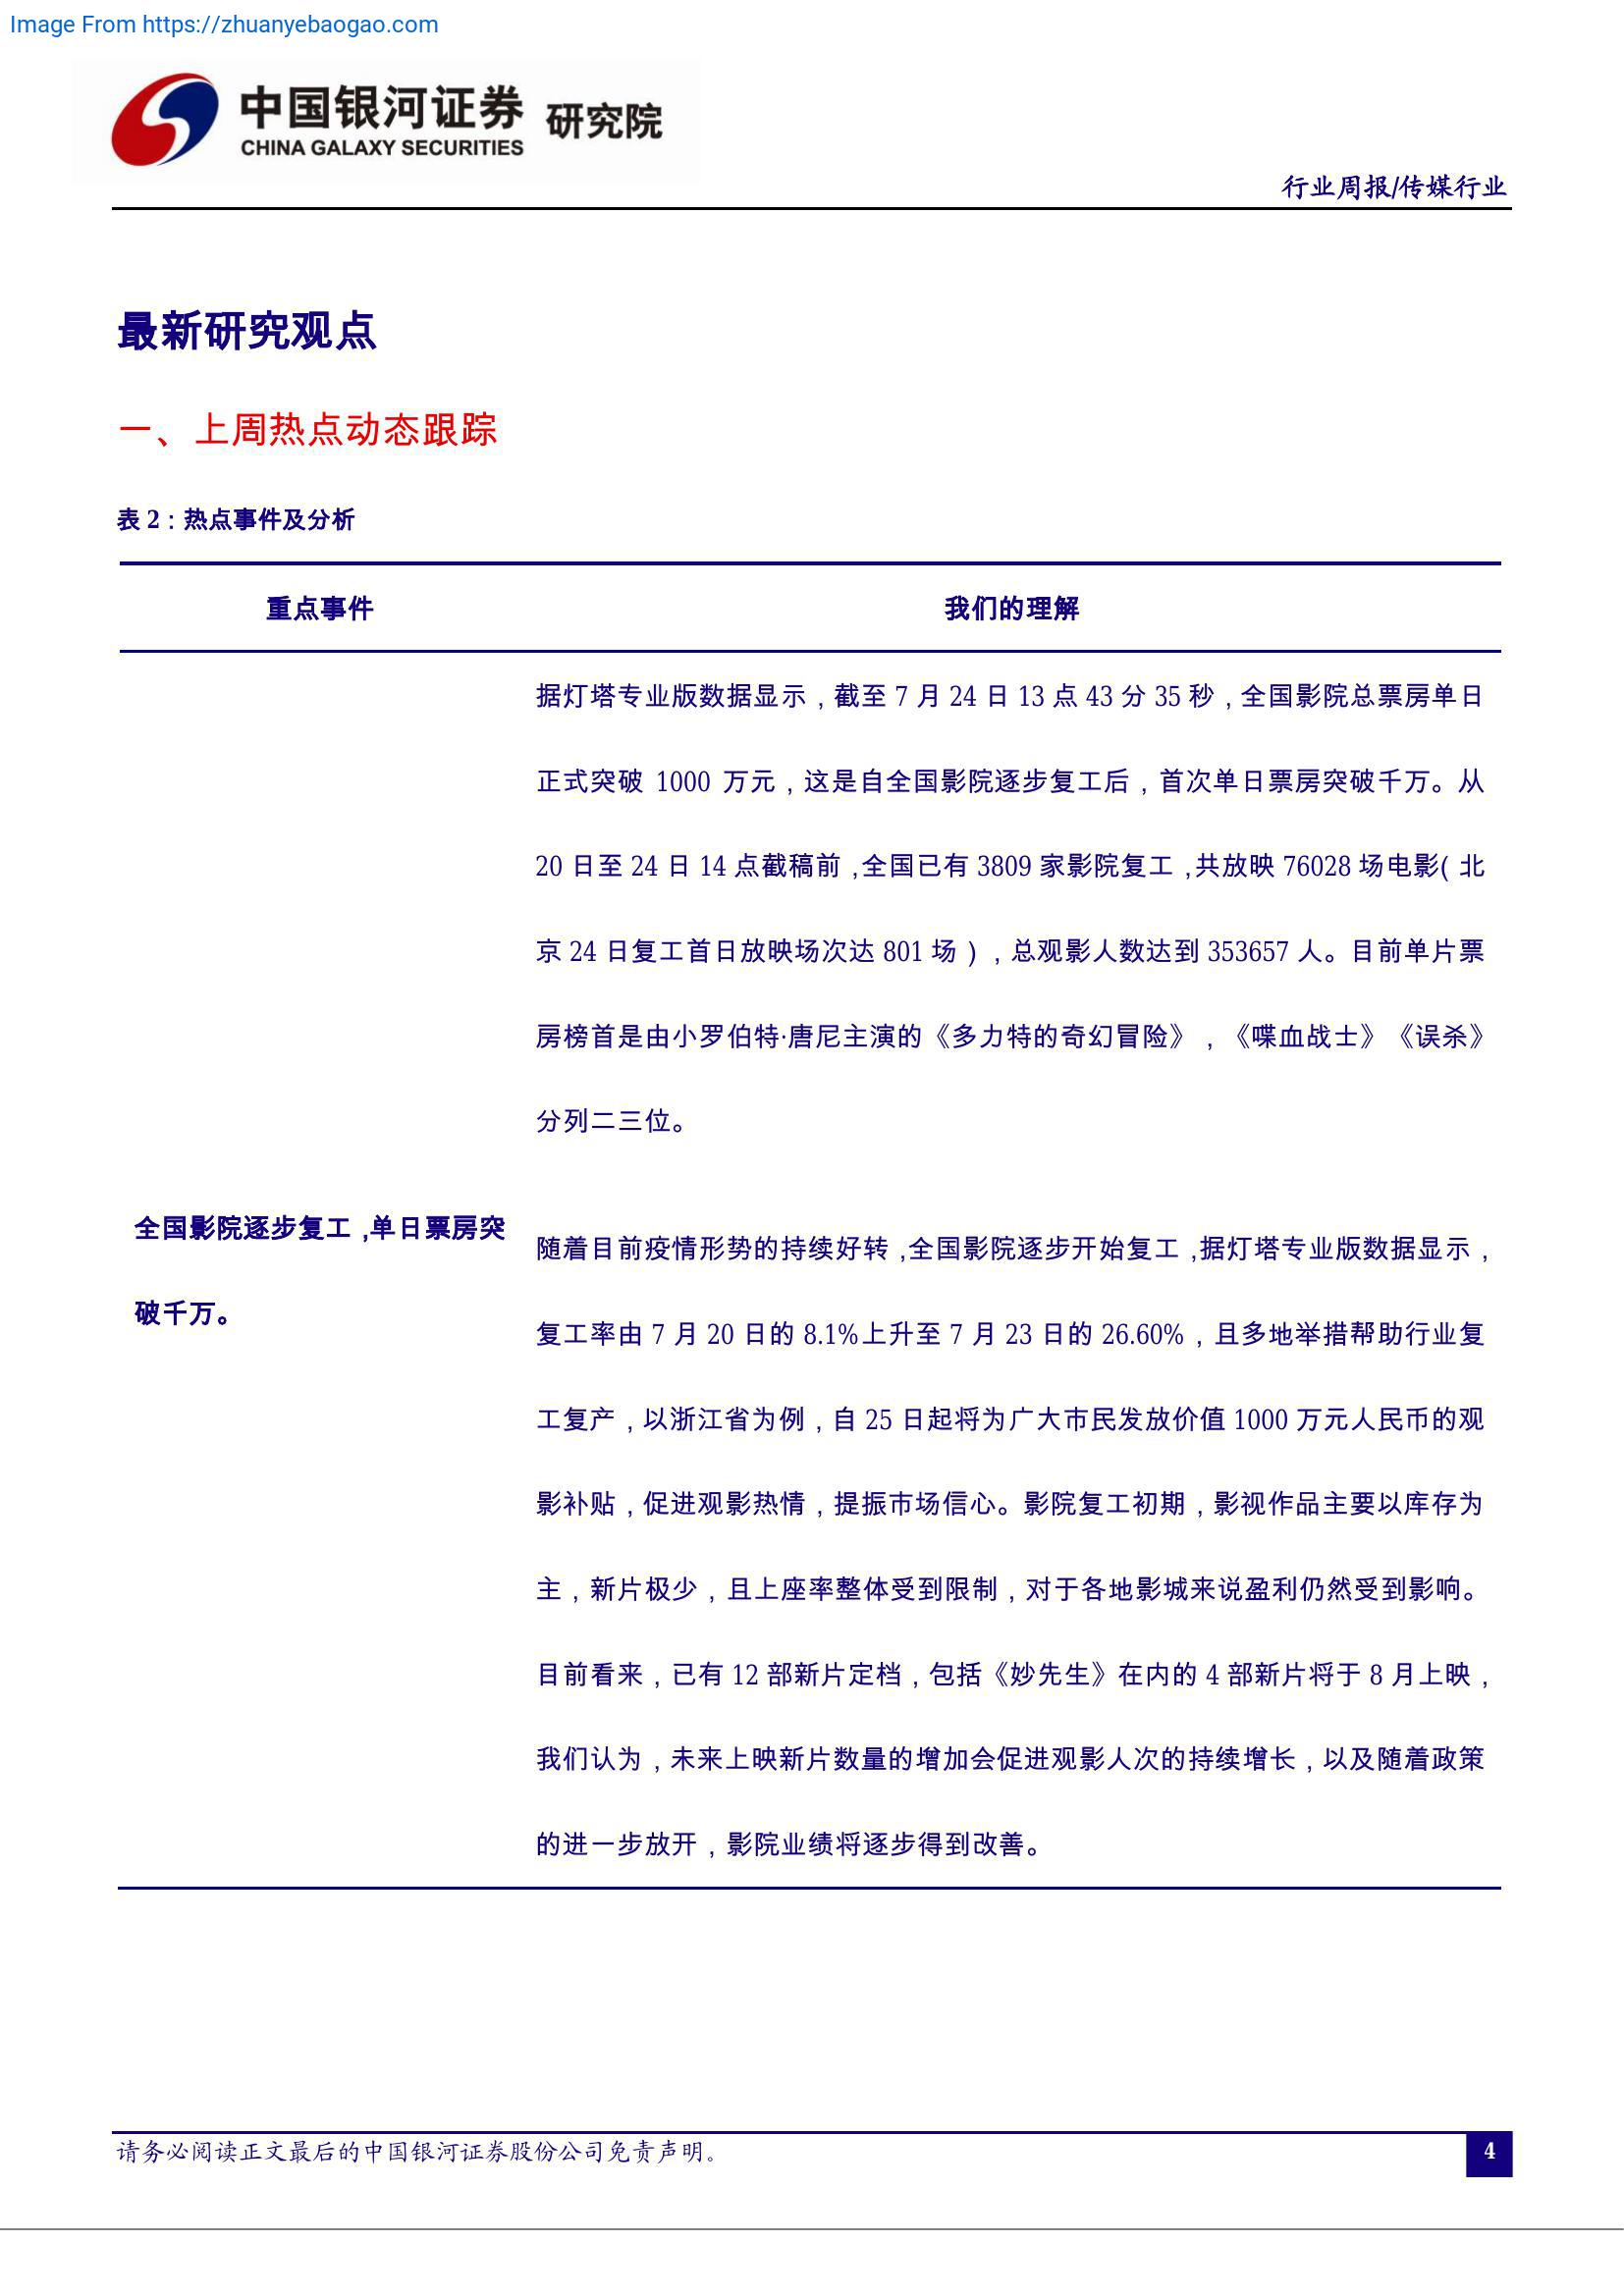 Image From https://zhuanyebaogao.com
中国银河证券 研究院
CHINA GALAXY SECURITIES
行业周报/传媒行业
最新研究观点
一、上周热点动态跟踪
表 2：热点事件及分析
重点事件 我们的理解
全国影院逐步复工，单日票房突
破千万。
据灯塔专业版数据显示，截至 7 月 24 日 13 点 43 分 35 秒，全国影院总票房单日
正式突破 1000 万元，这是自全国影院逐步复工后，首次单日票房突破千万。从
20 日至 24 日 14 点截稿前，全国已有 3809 家影院复工，共放映 76028 场电影（北
京 24 日复工首日放映场次达 801 场），总观影人数达到 353657 人。目前单片票
房榜首是由小罗伯特·唐尼主演的《多力特的奇幻冒险》，《喋血战士》《误杀》
分列二三位。
随着目前疫情形势的持续好转，全国影院逐步开始复工，据灯塔专业版数据显示，
复工率由 7 月 20 日的 8.1%上升至 7 月 23 日的 26.60%，且多地举措帮助行业复
工复产，以浙江省为例，自 25 日起将为广大市民发放价值 1000 万元人民币的观
影补贴，促进观影热情，提振市场信心。影院复工初期，影视作品主要以库存为
主，新片极少，且上座率整体受到限制，对于各地影城来说盈利仍然受到影响。
目前看来，已有 12 部新片定档，包括《妙先生》在内的 4 部新片将于 8 月上映，
我们认为，未来上映新片数量的增加会促进观影人次的持续增长，以及随着政策
的进一步放开，影院业绩将逐步得到改善。
请务必阅读正文最后的中国银河证券股份公司免责声明。
4